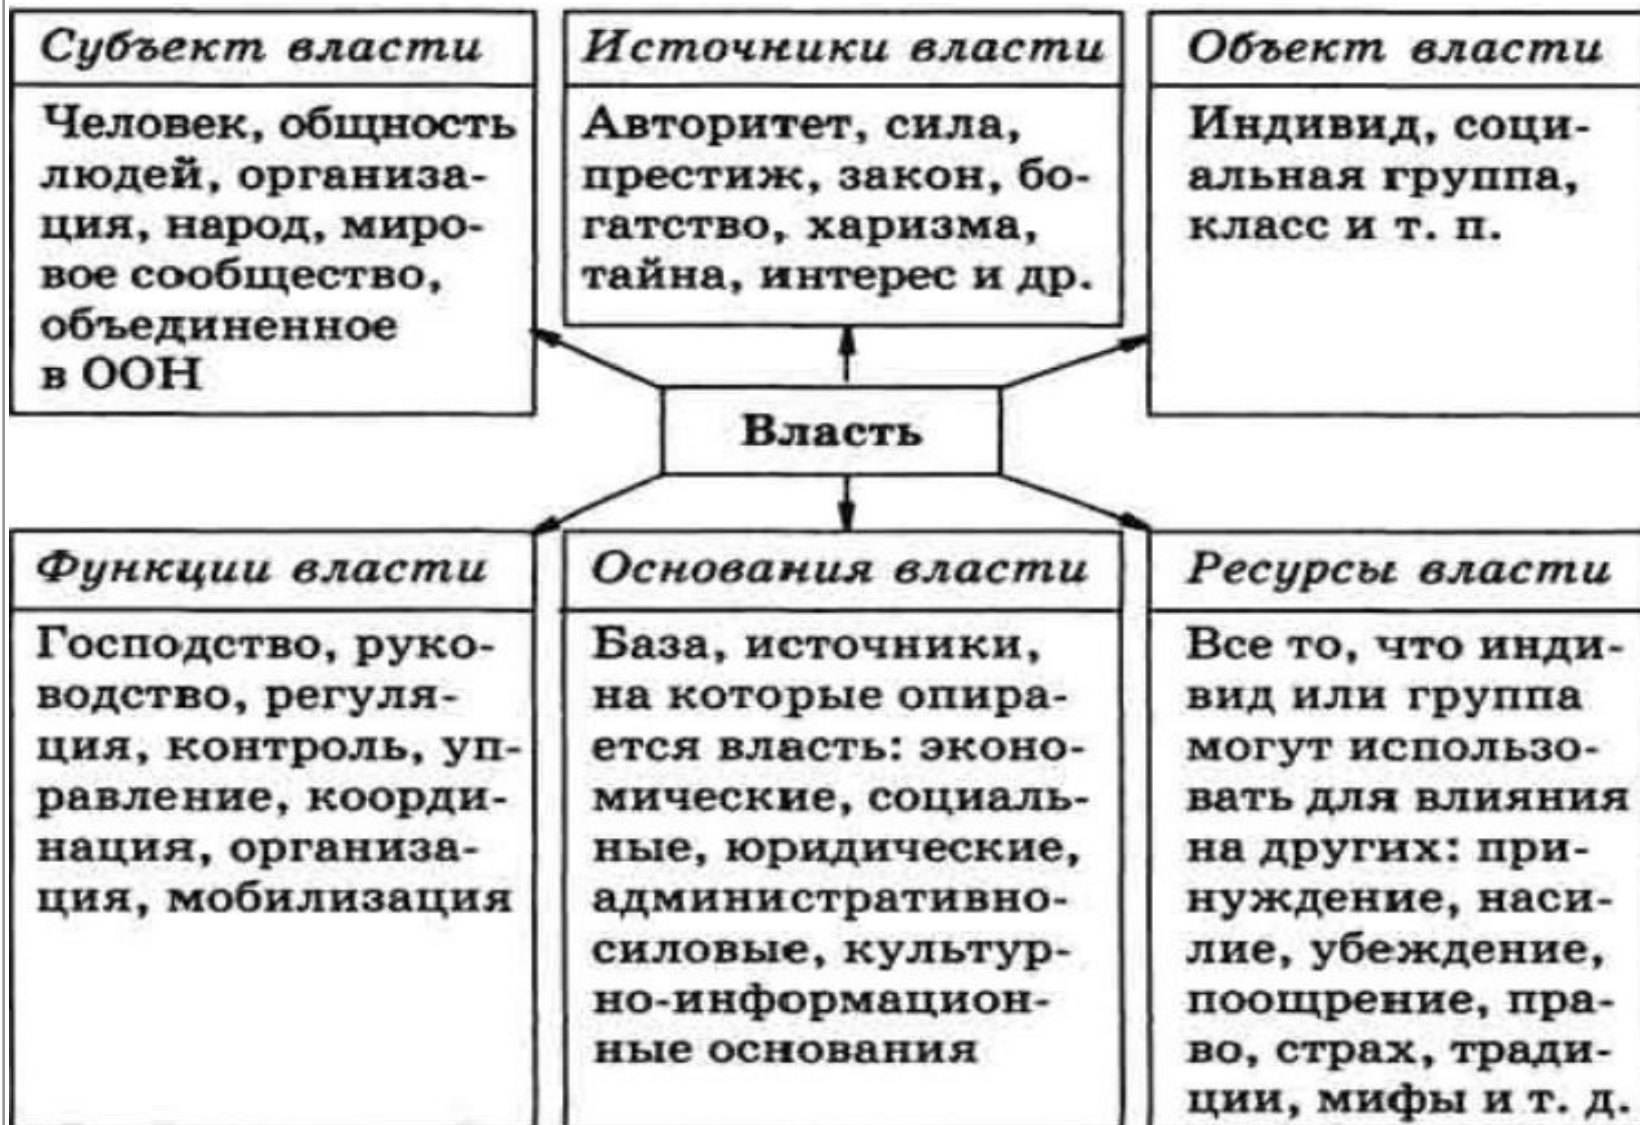 Субъект власти
Человек, общность
людей, организа-
ция, народ, миро-
вое сообщество,
объединенное
в ООН
Источники власти
Авторитет, сила,
престиж, закон, бо-
гатство, харизма,
тайна, интерес и др.
Объект власти
Индивид, соци-
альная группа,
класс и т. п.
Власть
Функции власти
Господство, руко-
водство, регуля-
ция, контроль, уп-
равление, коорди-
нация, организа-
ция, мобилизация
Основания власти
База, источники,
на которые опира-
ется власть: эконо-
мические, социаль-
ные, юридические,
административно-
силовые, культур-
но-информацион-
ные основания
Ресурсы власти
Все то, что инди-
вид или группа
могут использо-
вать для влияния
на других: при-
нуждение, наси-
лие, убеждение,
поощрение, пра-
во, страх, тради-
ции, мифы и т. д.